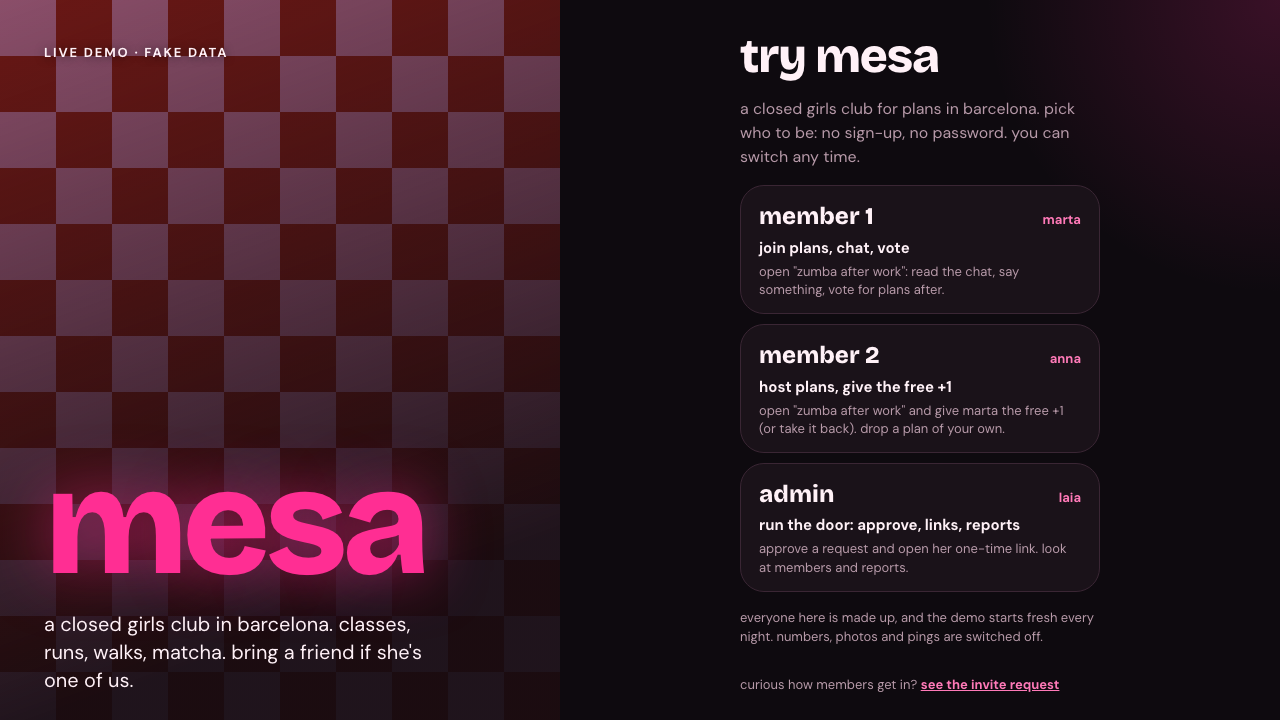 LIVE DEMO · FAKE DATA
mesa
a closed girls club in barcelona. classes,
runs, walks, matcha. bring a friend if she's
one of us.
try mesa
a closed girls club for plans in barcelona. pick
who to be: no sign-up, no password. you can
switch any time.
member 1
marta
join plans, chat, vote
open "zumba after work": read the chat, say
something, vote for plans after.
member 2
anna
host plans, give the free +1
open "zumba after work" and give marta the free +1
(or take it back). drop a plan of your own.
admin
laia
run the door: approve, links, reports
approve a request and open her one-time link. look
at members and reports.
everyone here is made up, and the demo starts fresh every
night. numbers, photos and pings are switched off.
curious how members get in? see the invite request